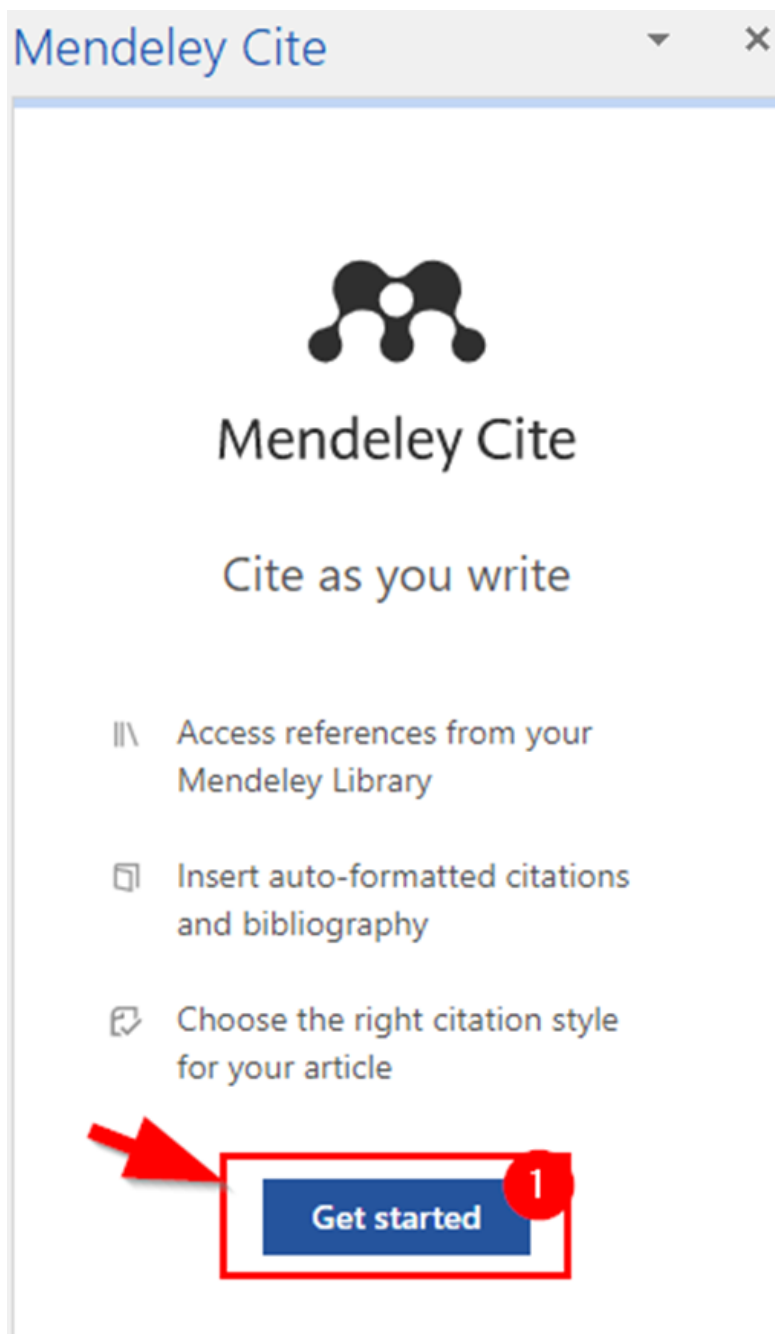 Mendeley Cite
Mendeley Cite
Cite as you write
Access references from your
Mendeley Library
Insert auto-formatted citations
and bibliography
Choose the right citation style
for your article
1
Get started